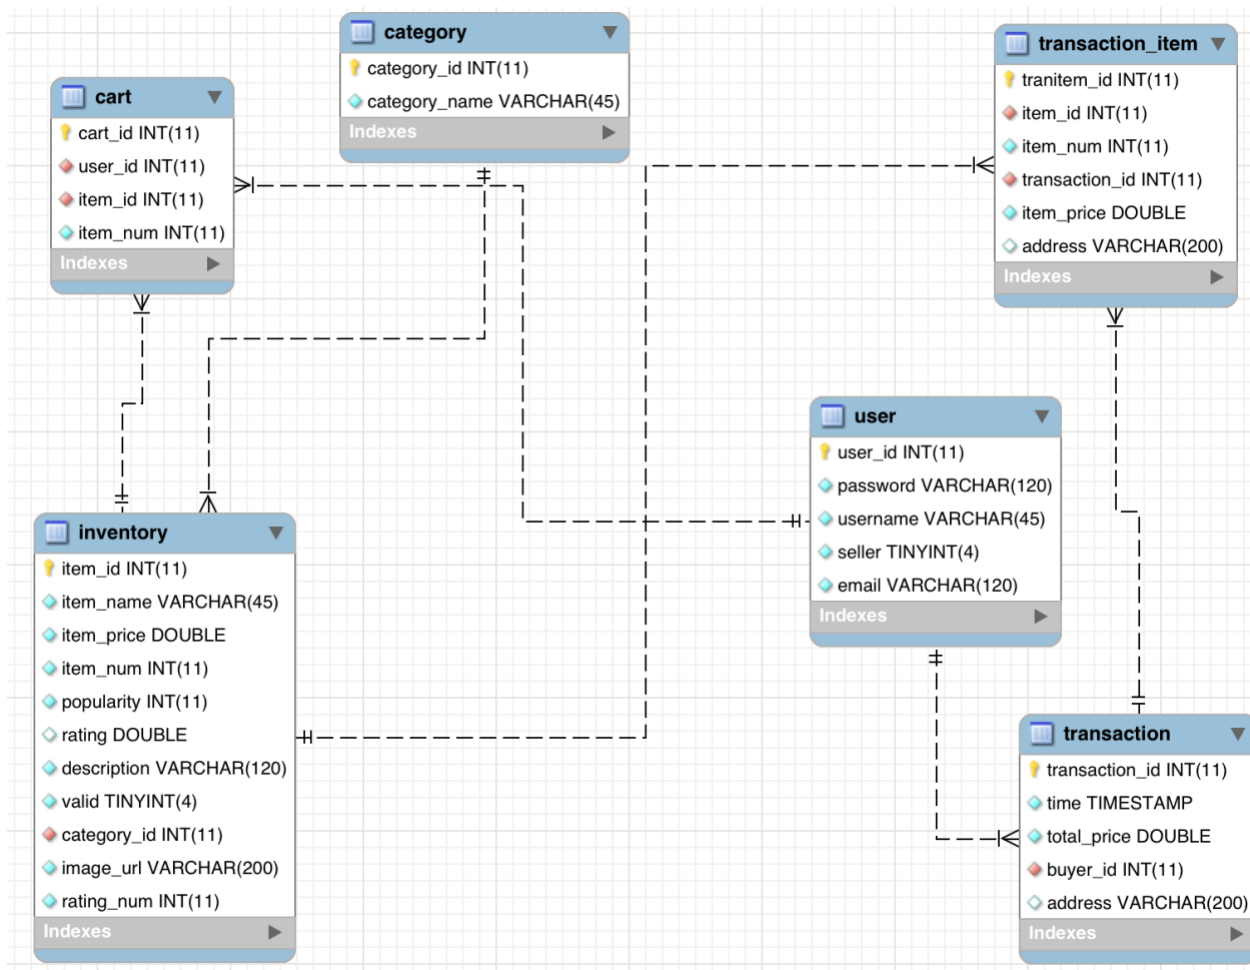 category
category_id INT(11)
category_name VARCHAR(45)
Indexes
cart
cart_id INT(11)
user_id INT(11)
item_id INT(11)
item_num INT(11)
Indexes
transaction_item
tranitem_id INT(11)
item_id INT(11)
item_num INT(11)
transaction_id INT(11)
item_price DOUBLE
address VARCHAR(200)
Indexes
user
user_id INT(11)
password VARCHAR(120)
username VARCHAR(45)
seller TINYINT(4)
email VARCHAR(120)
Indexes
inventory
item_id INT(11)
item_name VARCHAR(45)
item_price DOUBLE
item_num INT(11)
popularity INT(11)
rating DOUBLE
description VARCHAR(120)
valid TINYINT(4)
category_id INT(11)
image_url VARCHAR(200)
rating_num INT(11)
Indexes
transaction
transaction_id INT(11)
time TIMESTAMP
total_price DOUBLE
buyer_id INT(11)
address VARCHAR(200)
Indexes